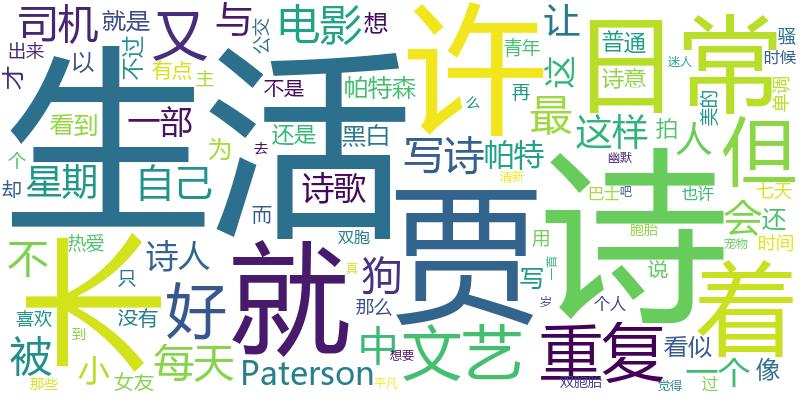 司机
就是
又
与
电影
想
许
青年
让
日常
普通
骚
时候
才
出来
以
不过
公交
有点
主
不是
帕特森
这
再
诗意
迷人
美的
单调
生活
看到
一部
为
还是
黑白
么
最
这样
拍
人
但
个
却
星期
自己
去
诗歌
写诗
帕特
清新
幽默
巴士
吧
也许
七天
而
贾
诗
会
还
不
热爱
诗人
双胞
用
胞胎
宠物
时间
长
只
就
狗
真
写
一直
说
着
喜欢
到
没有
好
那么
岁
个人
被
小
每天
中
文艺
重复
看似
那些
女友
Paterson
想要
平凡
双胞胎
觉得
过
一个
像